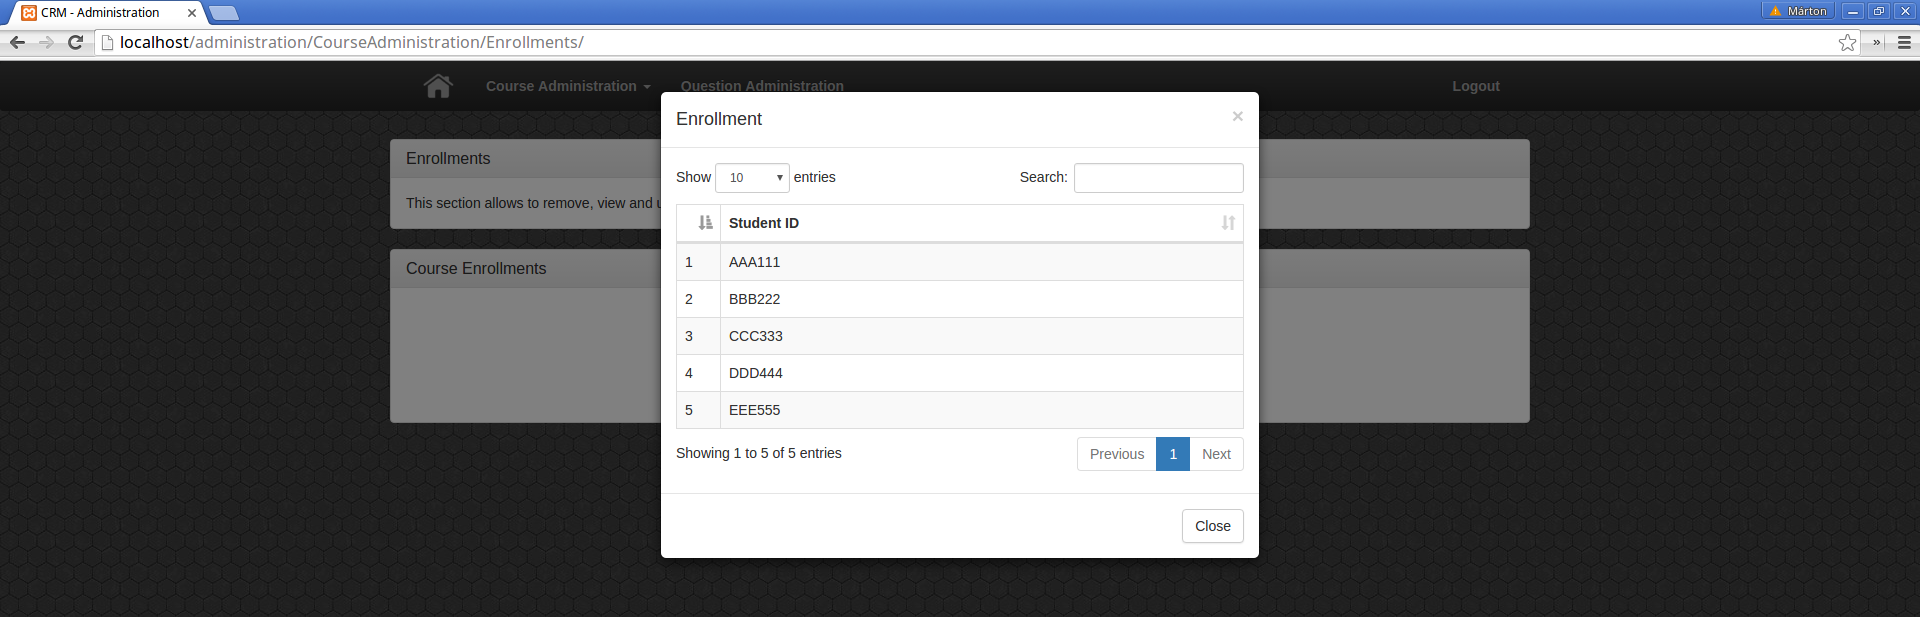 CRM - Administration
Márton
localhost/administration/CourseAdministration/Enrollments/
Course Administration Question Administration Logout
Enrollment ×
Enrollments
This section allows to remove, view and
Course Enrollments
Show 10 entries Search:
Student ID
1 AAA111
2 BBB222
3 CCC333
4 DDD444
5 EEE555
Showing 1 to 5 of 5 entries Previous 1 Next
Close